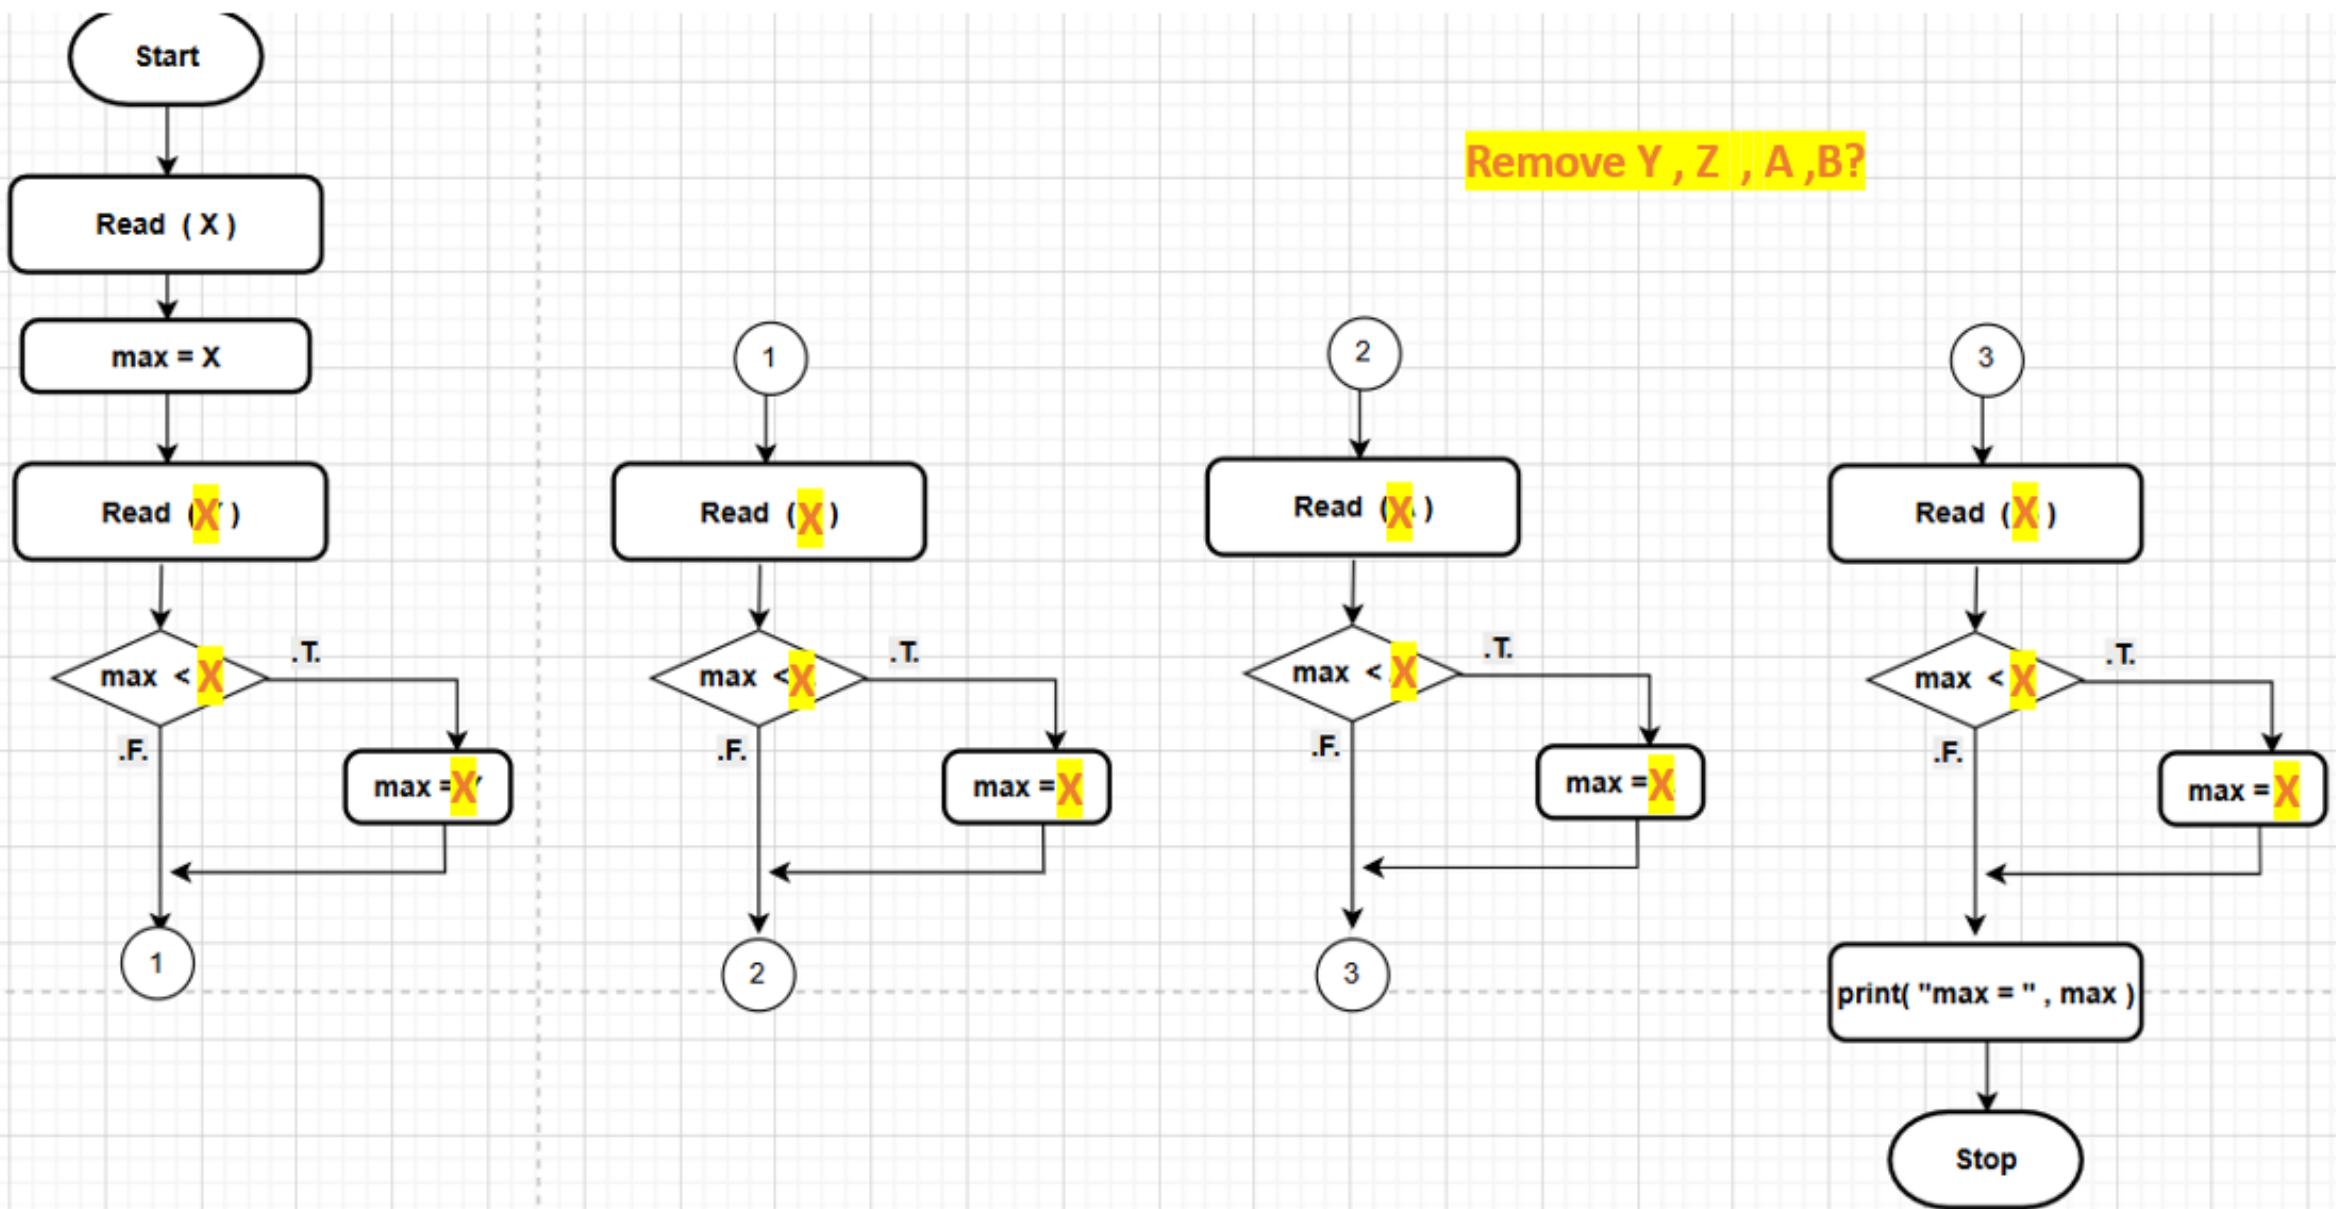 Start
Read ( X )
max = X
Read ( X )
max < X
.T.
.F.
max = X
1
1
Read ( X )
max < X
.T.
.F.
max = X
2
Remove Y , Z , A ,B?
2
Read ( X )
max < X
.T.
.F.
max = X
3
3
Read ( X )
max < X
.T.
.F.
max = X
print( "max = " , max )
Stop